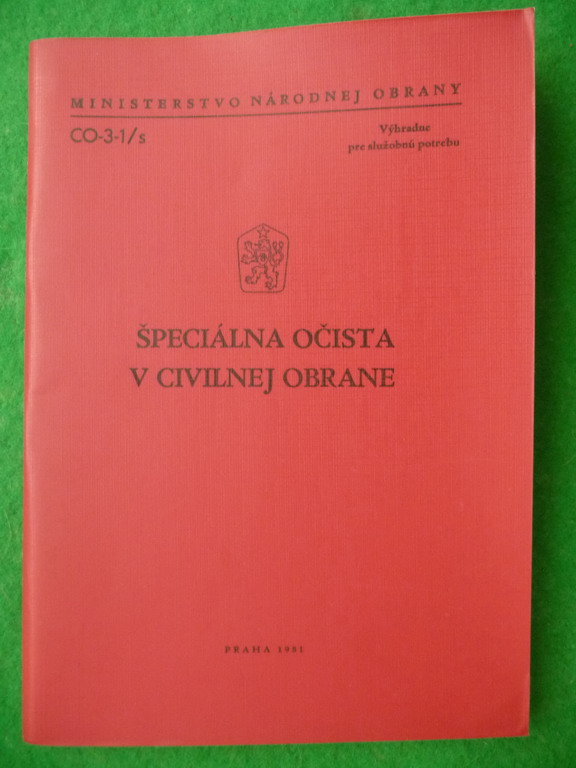 MINISTERSTVO NÁRODNEJ OBRANY
CO-3-1/s
Výhradne
pre služobnú potrebu
ŠPECIÁLNA OČISTA
V CIVILNEJ OBRANE
PRAHA 1981